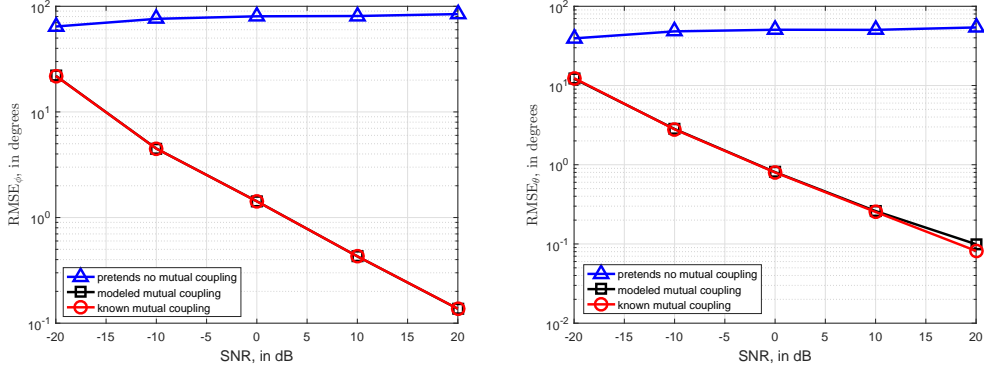 10^2
10^1
10^0
10^-1
RMSE_ϕ, in degrees
pretends no mutual coupling
modeled mutual coupling
known mutual coupling
-20 -15 -10 -5 0 5 10 15 20
SNR, in dB
10^2
10^1
10^0
10^-1
10^-2
RMSE_θ, in degrees
pretends no mutual coupling
modeled mutual coupling
known mutual coupling
-20 -15 -10 -5 0 5 10 15 20
SNR, in dB